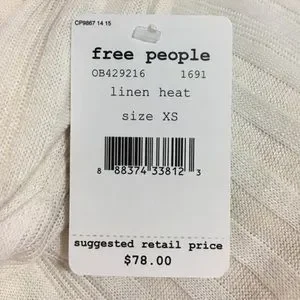 CP9867 14 15
free people
OB429216 1691
linen heat
size XS
8 88374 33812 3
suggested retail price
$78.00